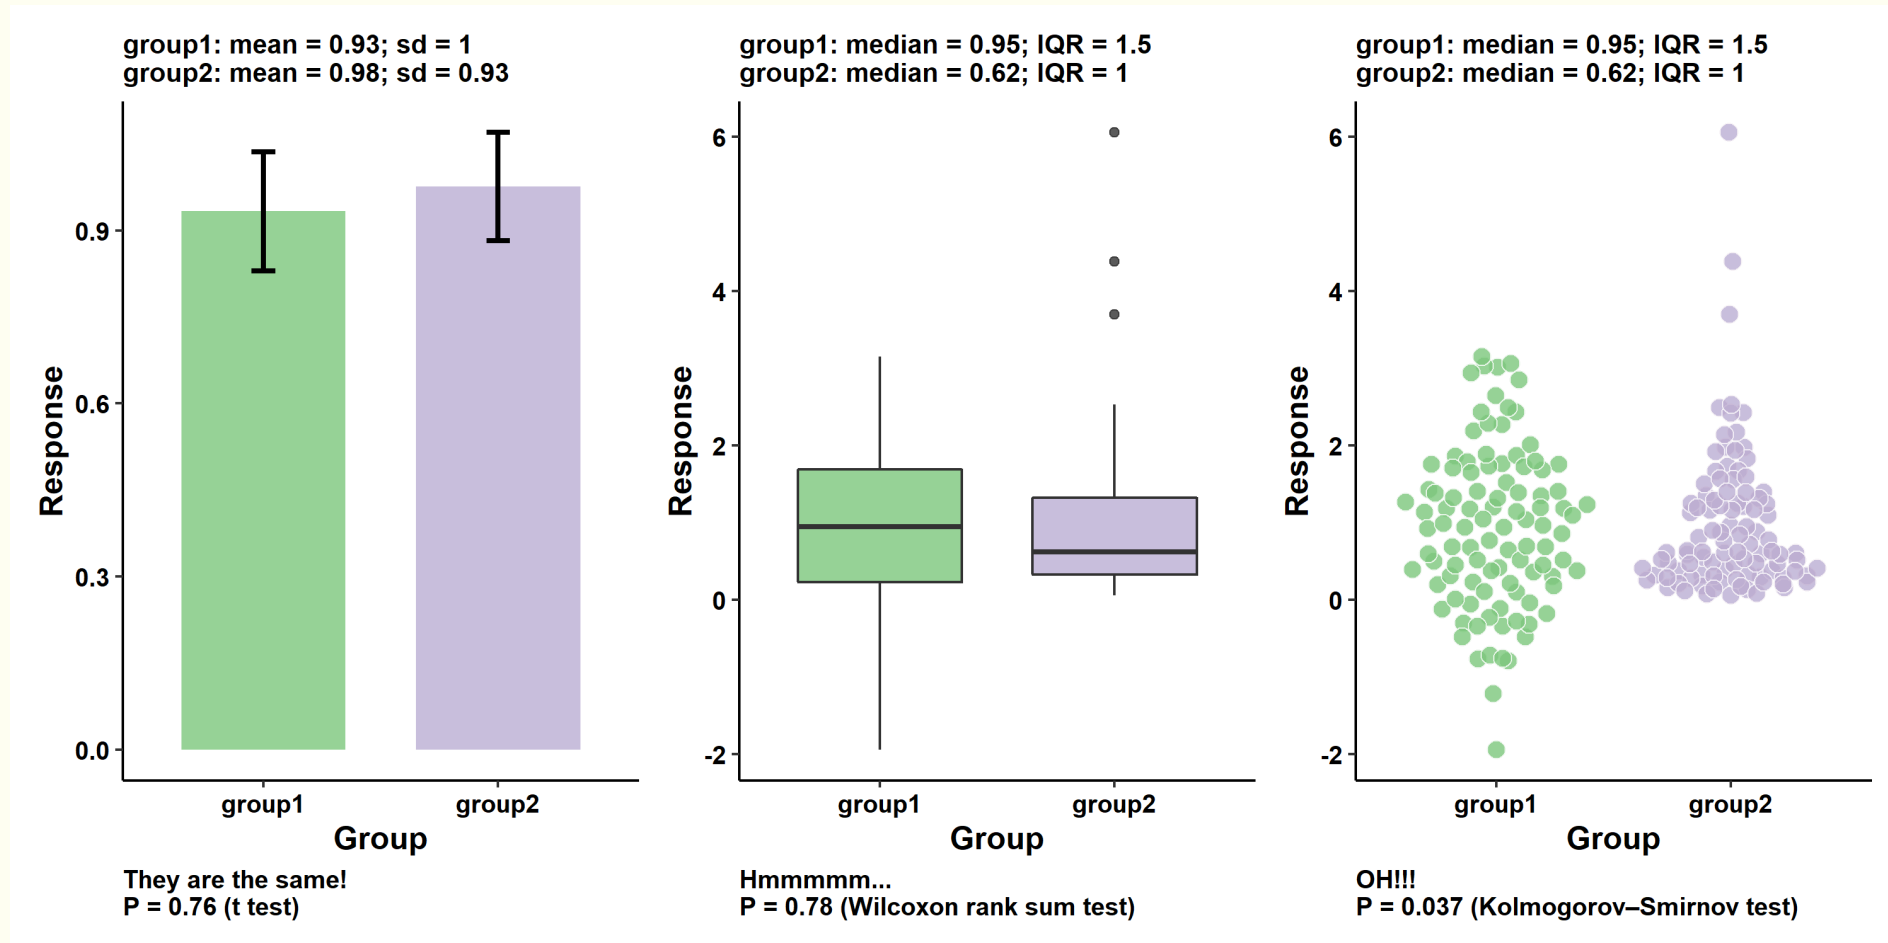 group1: mean = 0.93; sd = 1
group2: mean = 0.98; sd = 0.93
Response
0.9
0.6
0.3
0.0
group1
group2
Group
They are the same!
P = 0.76 (t test)
group1: median = 0.95; IQR = 1.5
group2: median = 0.62; IQR = 1
Response
6
4
2
0
-2
group1
group2
Group
Hmmmmm...
P = 0.78 (Wilcoxon rank sum test)
group1: median = 0.95; IQR = 1.5
group2: median = 0.62; IQR = 1
Response
6
4
2
0
-2
group1
group2
Group
OH!!!
P = 0.037 (Kolmogorov–Smirnov test)